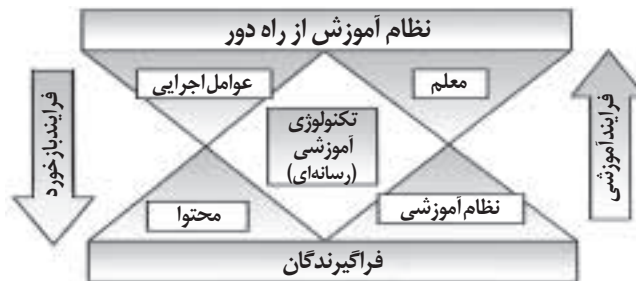 نظام آموزش از راه دور
معلم
عوامل اجرایی
فرایند آموزشی
تکنولوژی
آموزشی
(رسانه‌ای)
فرایند بازخورد
نظام آموزشی
محتوا
فراگیرندگان